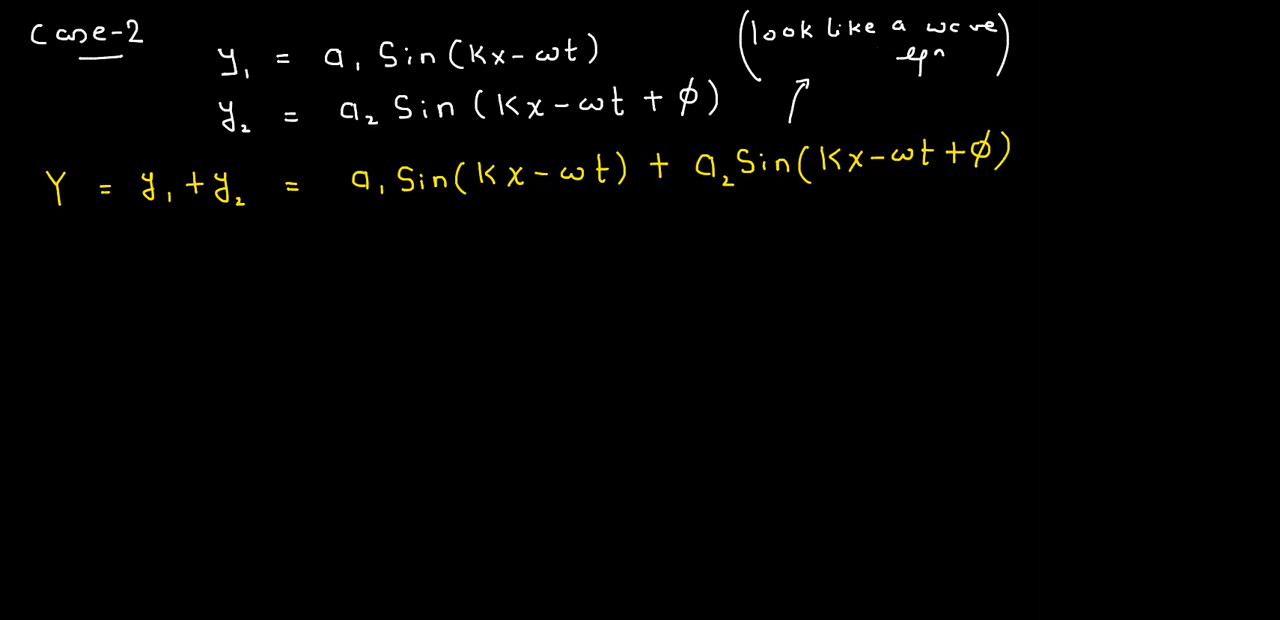 Case-2
y₁ = a₁ Sin(Kx-ωt)
(look like a wave
eqn)
y₂ = a₂ Sin(Kx-ωt+ϕ)
Y = y₁+y₂ = a₁ Sin(Kx-ωt) + a₂ Sin(Kx-ωt+ϕ)